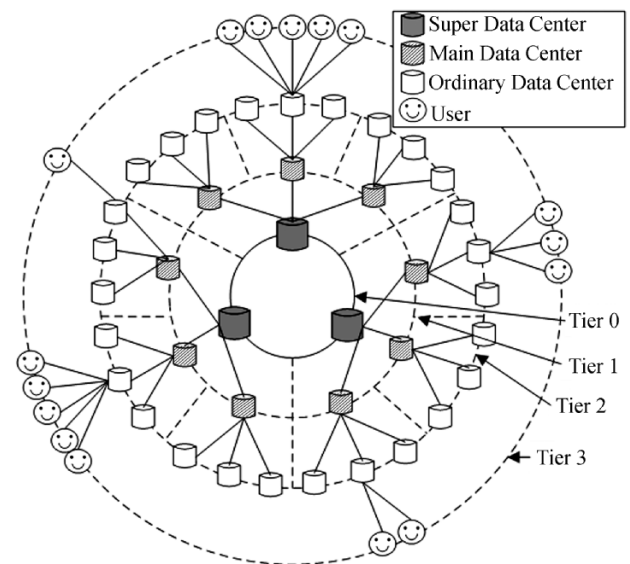 Super Data Center
Main Data Center
Ordinary Data Center
User
Tier 0
Tier 1
Tier 2
Tier 3